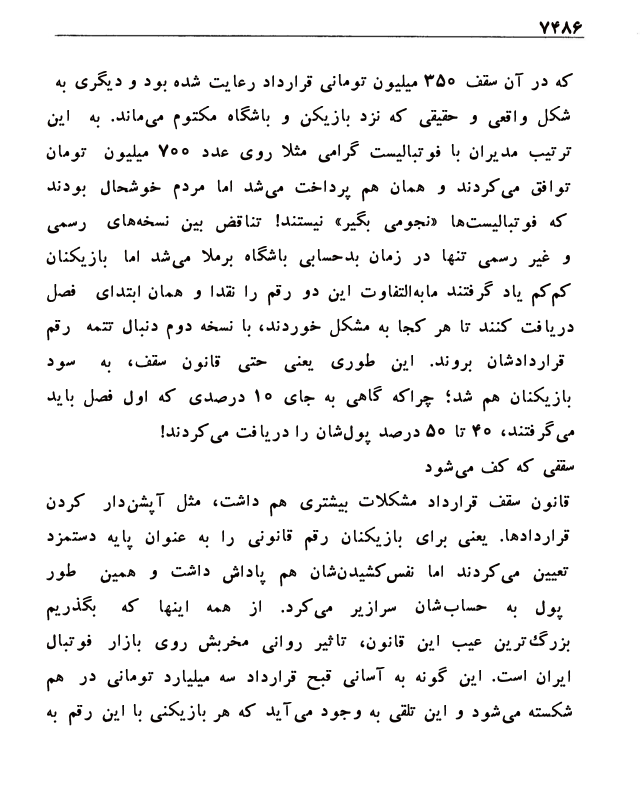 ۷۴۸۶
که در آن سقف ۳۵۰ میلیون تومانی قرارداد رعایت شده بود و دیگری به
شکل واقعی و حقیقی که نزد بازیکن و باشگاه مکتوم می‌ماند. به این
ترتیب مدیران با فوتبالیست گرامی مثلا روی عدد ۷۰۰ میلیون تومان
توافق می‌کردند و همان هم پرداخت می‌شد اما مردم خوشحال بودند
که فوتبالیست‌ها «نجومی بگیر» نیستند! تناقض بین نسخه‌های رسمی
و غیر رسمی تنها در زمان بدحسابی باشگاه برملا می‌شد اما بازیکنان
کم‌کم یاد گرفتند مابه‌التفاوت این دو رقم را نقدا و همان ابتدای فصل
دریافت کنند تا هر کجا به مشکل خوردند، با نسخه دوم دنبال تتمه رقم
قراردادشان بروند. این طوری یعنی حتی قانون سقف، به سود
بازیکنان هم شد؛ چراکه گاهی به جای ۱۰ درصدی که اول فصل باید
می‌گرفتند، ۴۰ تا ۵۰ درصد پول‌شان را دریافت می‌کردند!
سقفی که کف می‌شود
قانون سقف قرارداد مشکلات بیشتری هم داشت، مثل آپشن‌دار کردن
قراردادها. یعنی برای بازیکنان رقم قانونی را به عنوان پایه دستمزد
تعیین می‌کردند اما نفس‌کشیدن‌شان هم پاداش داشت و همین طور
پول به حساب‌شان سرازیر می‌کرد. از همه اینها که بگذریم
بزرگ‌ترین عیب این قانون، تاثیر روانی مخربش روی بازار فوتبال
ایران است. این گونه به آسانی قبح قرارداد سه میلیارد تومانی در هم
شکسته می‌شود و این تلقی به وجود می‌آید که هر بازیکنی با این رقم به